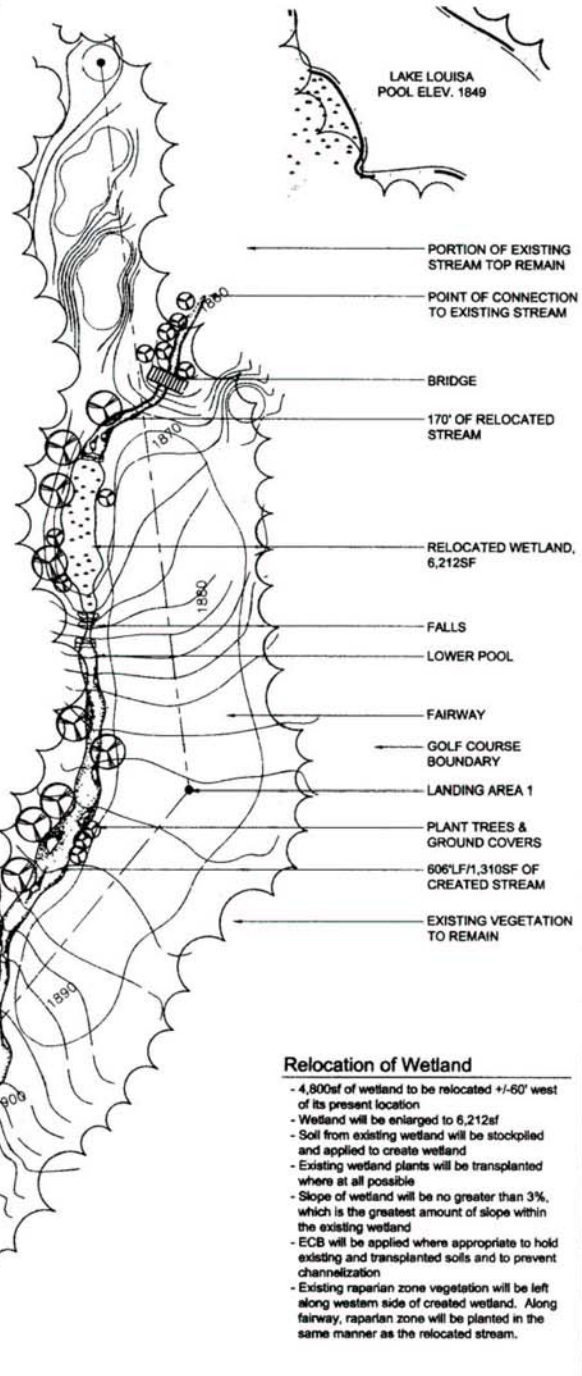 LAKE LOUISA
POOL ELEV. 1849
PORTION OF EXISTING
STREAM TOP REMAIN
POINT OF CONNECTION
TO EXISTING STREAM
1860
BRIDGE
170' OF RELOCATED
STREAM
1870
RELOCATED WETLAND,
6,212SF
1880
FALLS
LOWER POOL
FAIRWAY
GOLF COURSE
BOUNDARY
LANDING AREA 1
PLANT TREES &
GROUND COVERS
606'LF/1,310SF OF
CREATED STREAM
EXISTING VEGETATION
TO REMAIN
1890
900
Relocation of Wetland
- 4,800sf of wetland to be relocated +/-60' west
of its present location
- Wetland will be enlarged to 6,212sf
- Soil from existing wetland will be stockpiled
and applied to create wetland
- Existing wetland plants will be transplanted
where at all possible
- Slope of wetland will be no greater than 3%,
which is the greatest amount of slope within
the existing wetland
- ECB will be applied where appropriate to hold
existing and transplanted soils and to prevent
channelization
- Existing raparian zone vegetation will be left
along western side of created wetland. Along
fairway, raparian zone will be planted in the
same manner as the relocated stream.